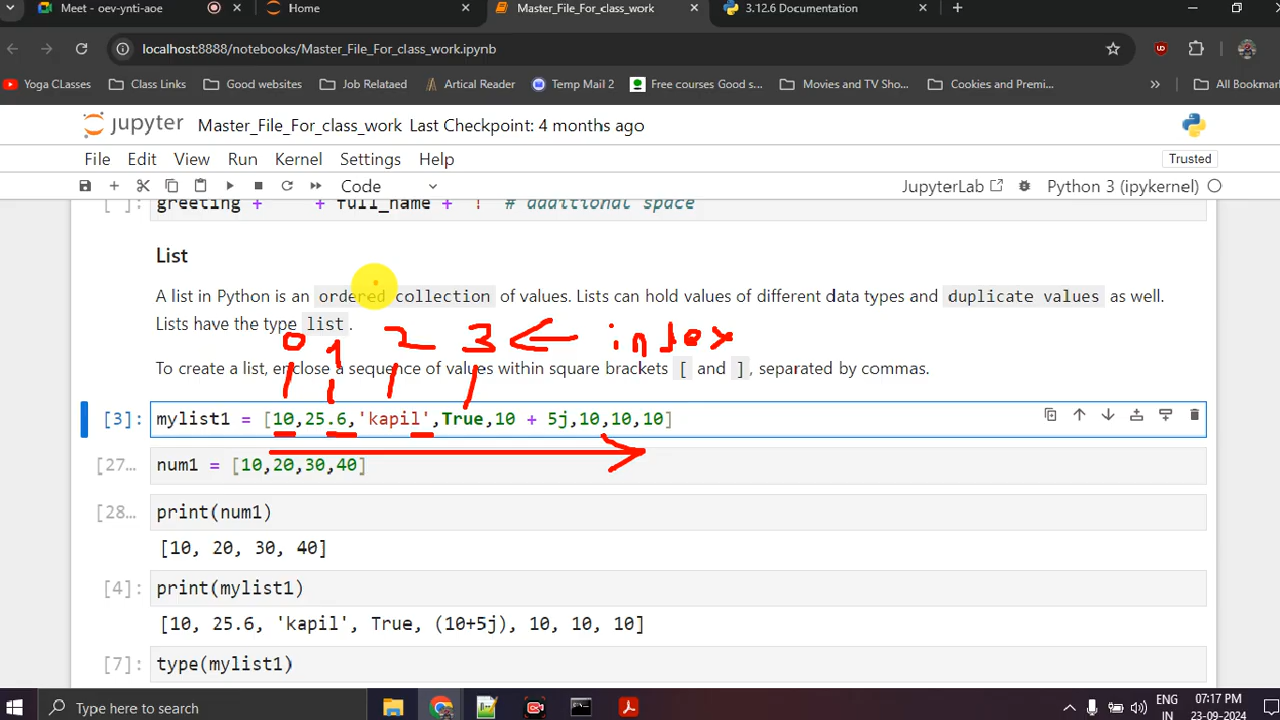 Meet - oev-ynti-aoe
Home
Master_File_For_class_work
3.12.6 Documentation
localhost:8888/notebooks/Master_File_For_class_work.ipynb
Yoga CLasses
Class Links
Good websites
Job Relataed
Artical Reader
Temp Mail 2
Free courses Good s...
Movies and TV Sho...
Cookies and Premi...
All Bookmar
jupyter Master_File_For_class_work Last Checkpoint: 4 months ago
File Edit View Run Kernel Settings Help
Trusted
Code
JupyterLab
Python 3 (ipykernel)
[ ]: greeting + + full_name + ! # additional space
List
A list in Python is an ordered collection of values. Lists can hold values of different data types and duplicate values as well.
Lists have the type list.
0 1 2 3 index
To create a list, enclose a sequence of values within square brackets [ and ], separated by commas.
[3]: mylist1 = [10,25.6,'kapil',True,10 + 5j,10,10,10]
[27... num1 = [10,20,30,40]
[28... print(num1)
[10, 20, 30, 40]
[4]: print(mylist1)
[10, 25.6, 'kapil', True, (10+5j), 10, 10, 10]
[7]: type(mylist1)
Type here to search
ENG
IN
07:17 PM
23-09-2024